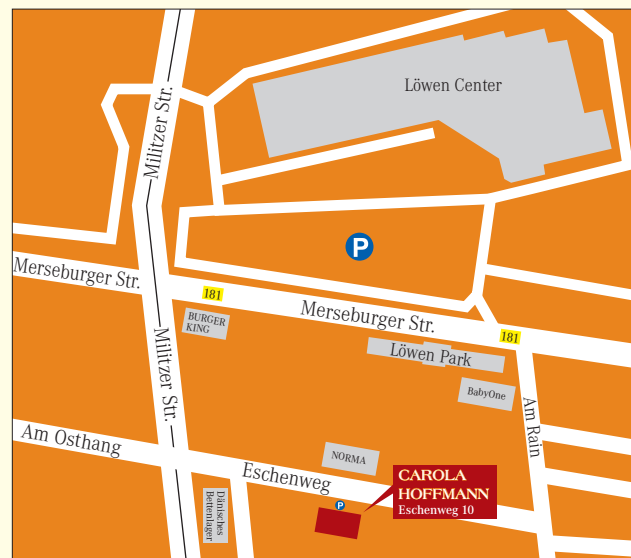 Löwen Center
Militzer Str.
P
Merseburger Str.
181
Merseburger Str.
181
BURGER
KING
Löwen Park
BabyOne
Militzer Str.
Am Rain
Am Osthang
Eschenweg
NORMA
CAROLA
HOFFMANN
Eschenweg 10
P
Dänisches
Bettenlager